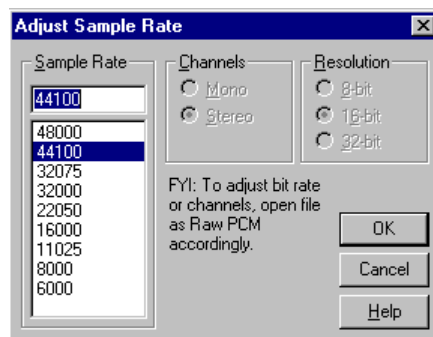 Adjust Sample Rate
Sample Rate
44100
48000
44100
32075
32000
22050
16000
11025
8000
6000
Channels
Mono
Stereo
Resolution
8-bit
16-bit
32-bit
FYI: To adjust bit rate
or channels, open file
as Raw PCM
accordingly.
OK
Cancel
Help